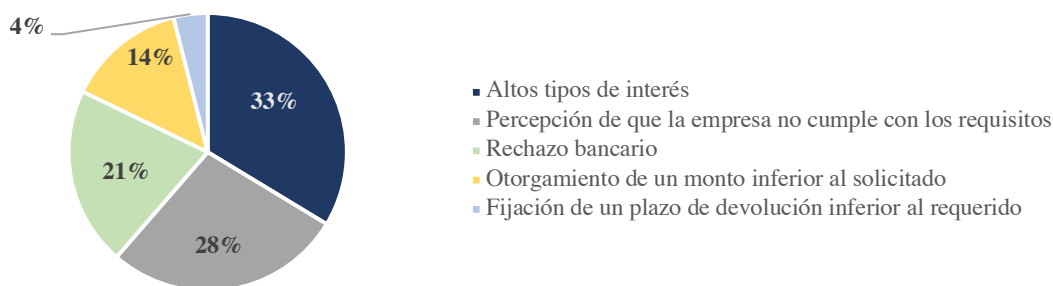 4%
14%
33%
21%
28%
Altos tipos de interés
Percepción de que la empresa no cumple con los requisitos
Rechazo bancario
Otorgamiento de un monto inferior al solicitado
Fijación de un plazo de devolución inferior al requerido